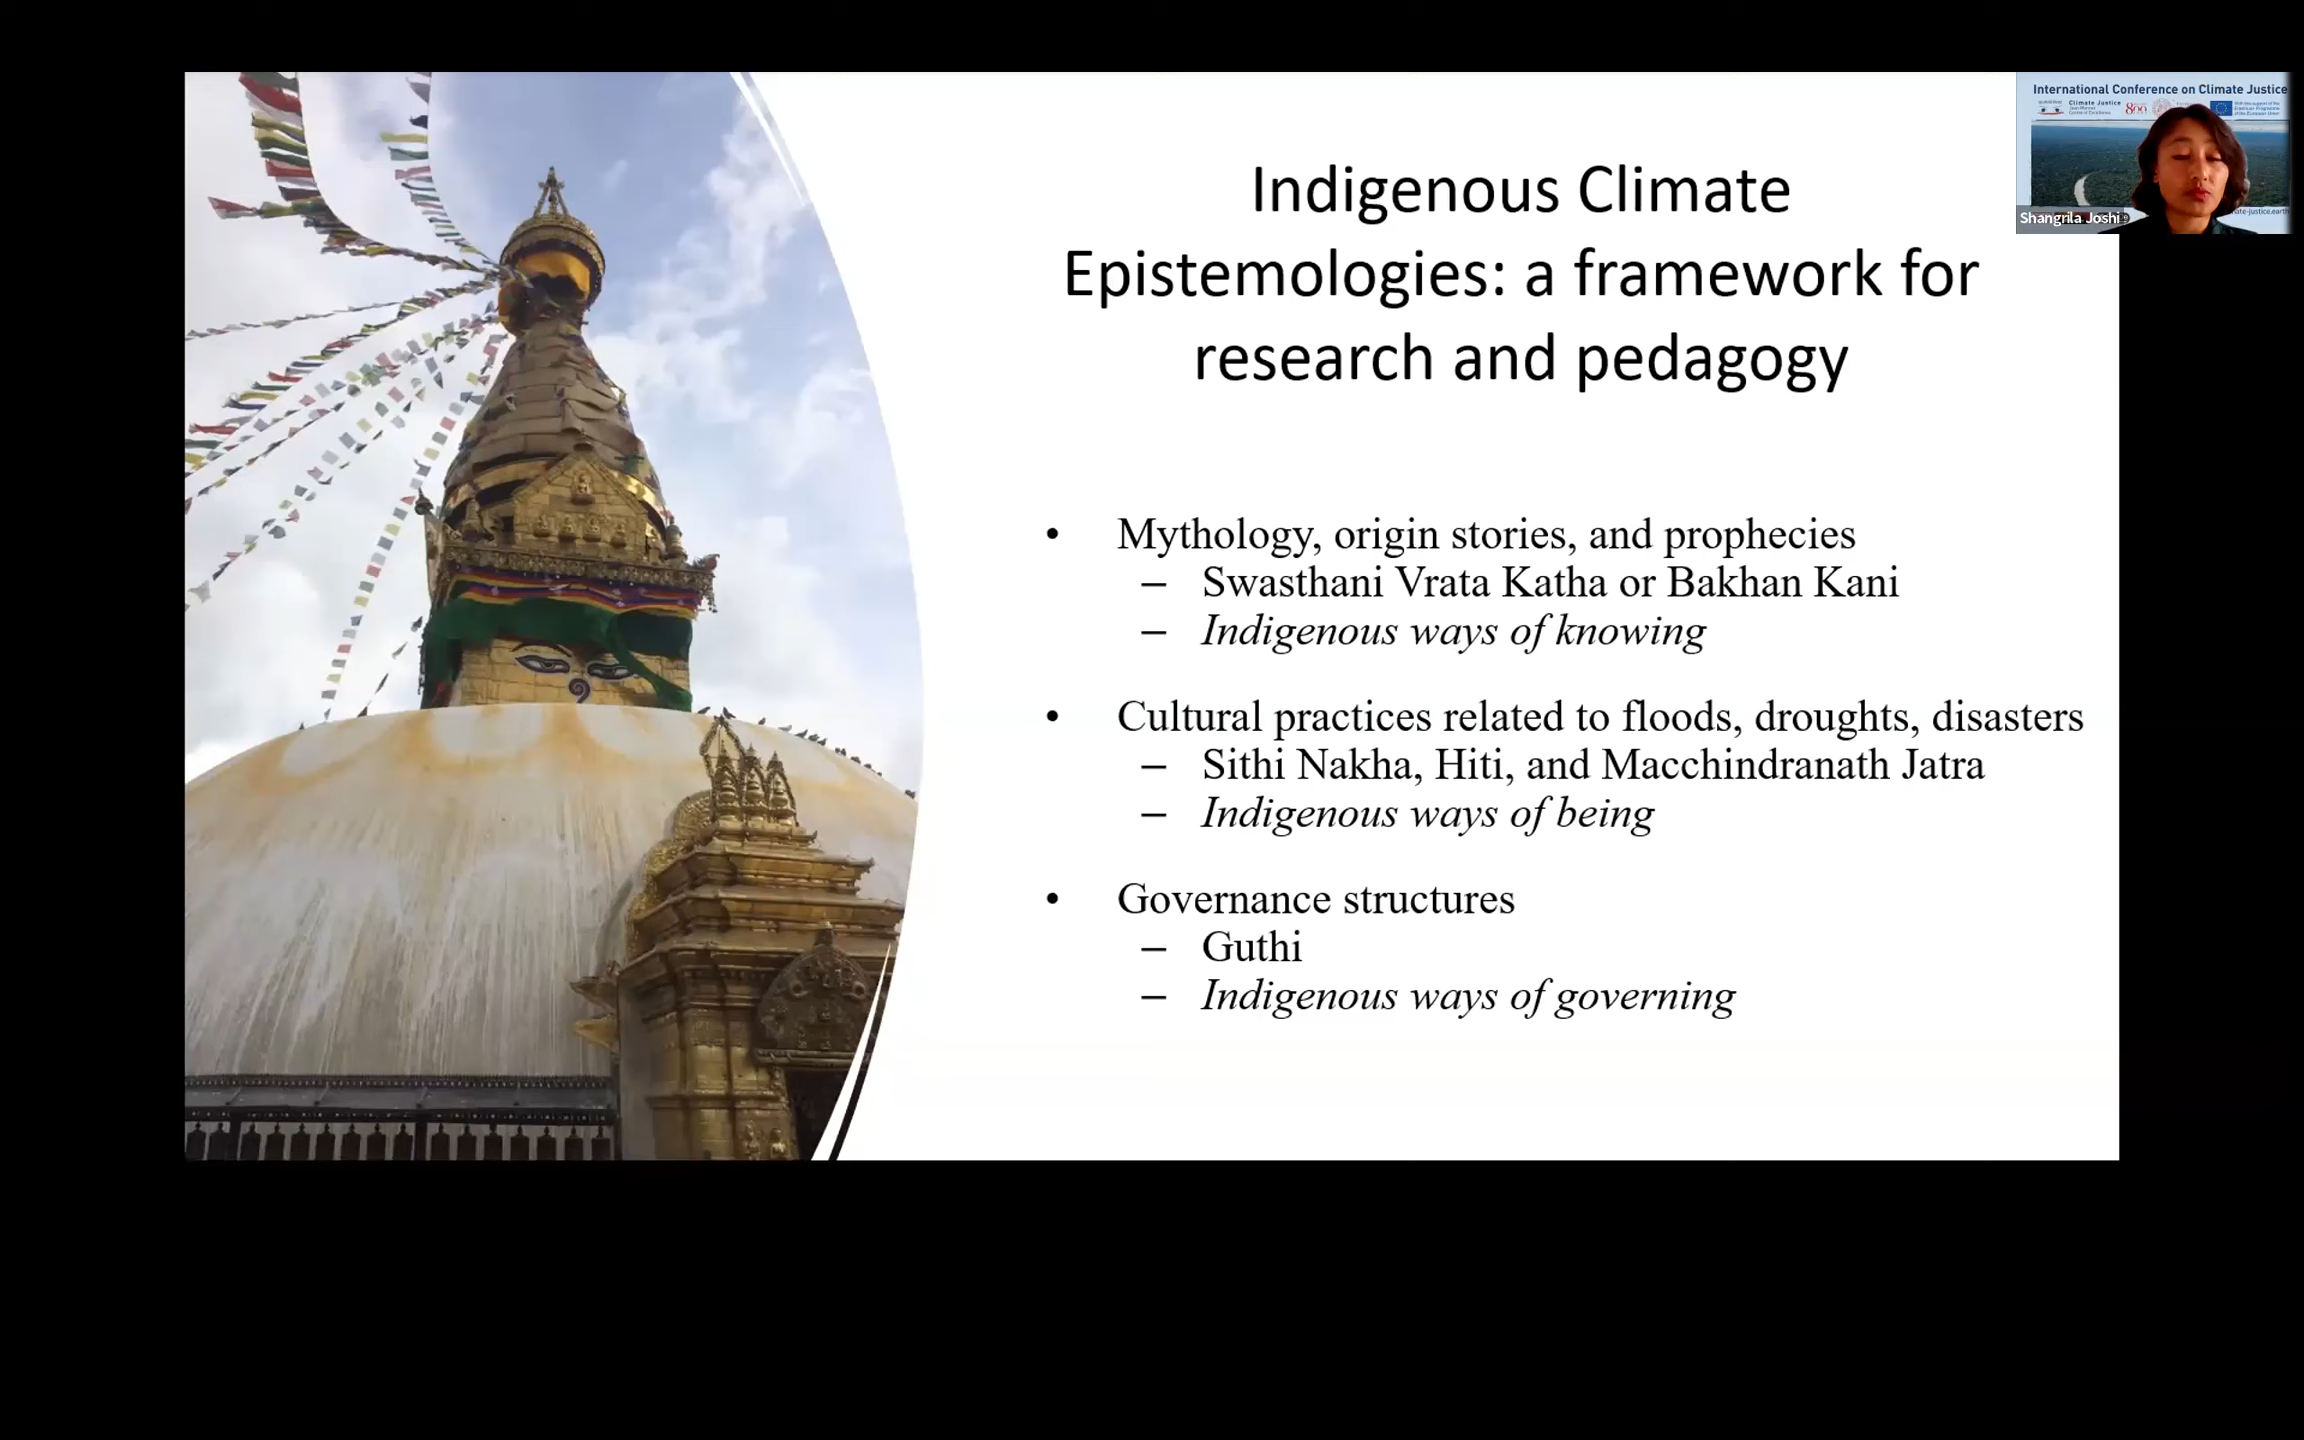 Indigenous Climate
Epistemologies: a framework for
research and pedagogy
• Mythology, origin stories, and prophecies
– Swasthani Vrata Katha or Bakhan Kani
– Indigenous ways of knowing
• Cultural practices related to floods, droughts, disasters
– Sithi Nakha, Hiti, and Macchindranath Jatra
– Indigenous ways of being
• Governance structures
– Guthi
– Indigenous ways of governing
International Conference on Climate Justice
Climate Justice
Shangrila Joshi